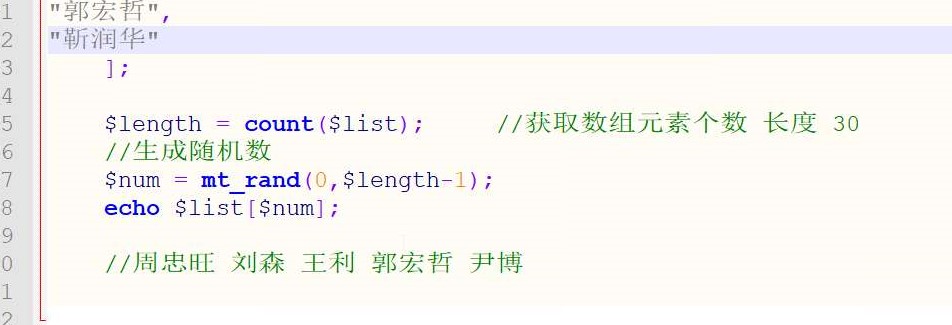 1 "郭宏哲",
2 "靳润华"
3 ];
4
5 $length = count($list); //获取数组元素个数 长度 30
6 //生成随机数
7 $num = mt_rand(0,$length-1);
8 echo $list[$num];
9
0 //周忠旺 刘森 王利 郭宏哲 尹博
1
2